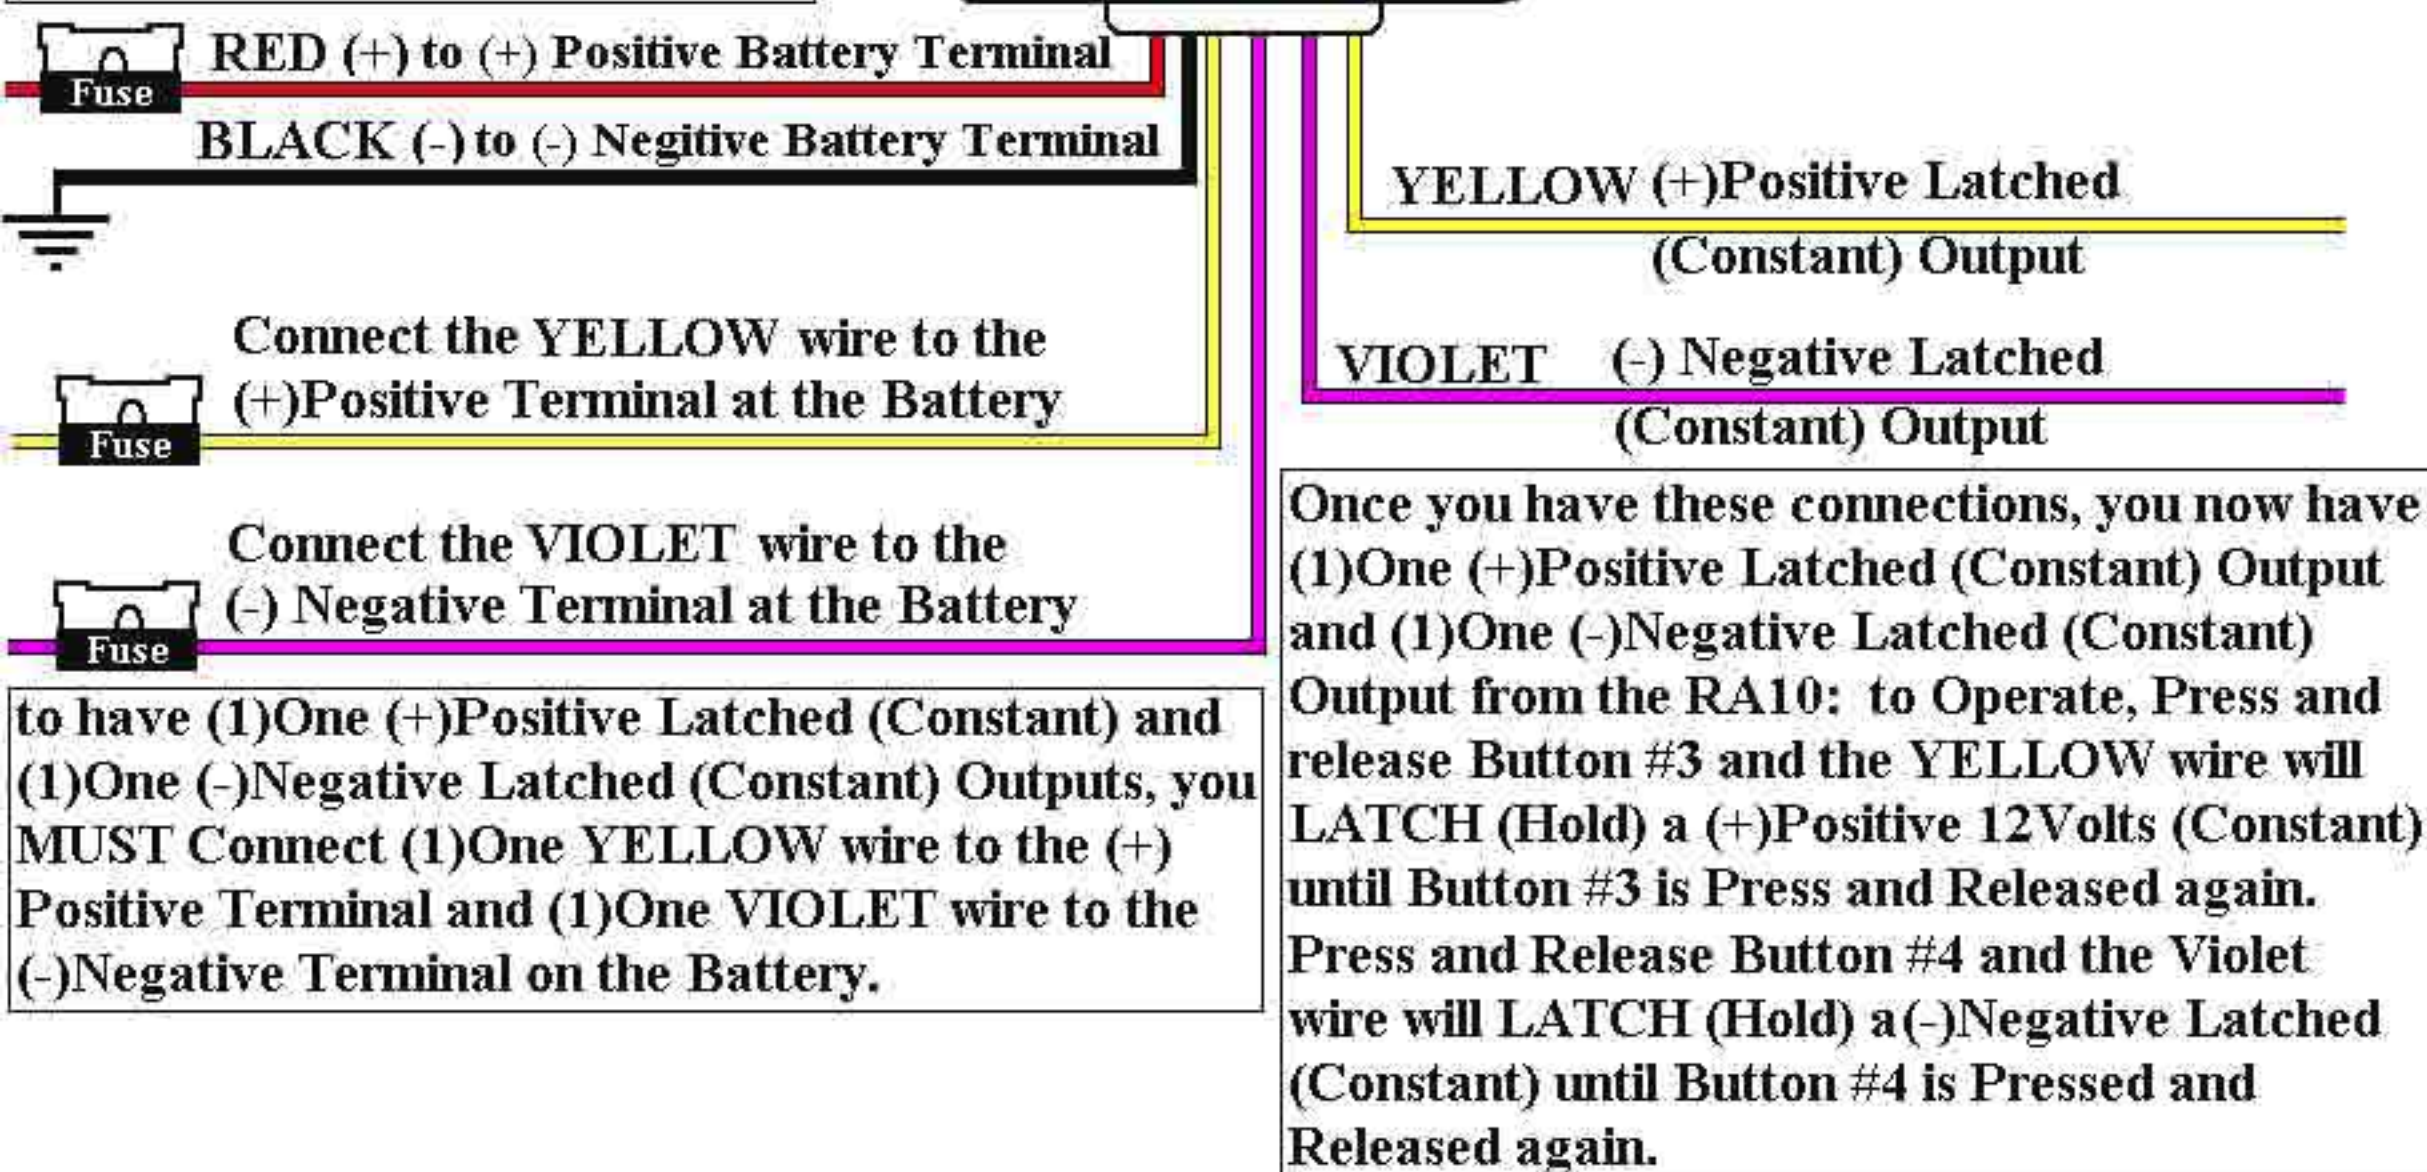 RED (+) to (+) Positive Battery Terminal
Fuse
BLACK (-) to (-) Negitive Battery Terminal
YELLOW (+)Positive Latched
(Constant) Output
Connect the YELLOW wire to the
(+)Positive Terminal at the Battery
Fuse
VIOLET (-) Negative Latched
(Constant) Output
Connect the VIOLET wire to the
(-) Negative Terminal at the Battery
Fuse
to have (1)One (+)Positive Latched (Constant) and
(1)One (-)Negative Latched (Constant) Outputs, you
MUST Connect (1)One YELLOW wire to the (+)
Positive Terminal and (1)One VIOLET wire to the
(-)Negative Terminal on the Battery.
Once you have these connections, you now have
(1)One (+)Positive Latched (Constant) Output
and (1)One (-)Negative Latched (Constant)
Output from the RA10: to Operate, Press and
release Button #3 and the YELLOW wire will
LATCH (Hold) a (+)Positive 12Volts (Constant)
until Button #3 is Press and Released again.
Press and Release Button #4 and the Violet
wire will LATCH (Hold) a(-)Negative Latched
(Constant) until Button #4 is Pressed and
Released again.